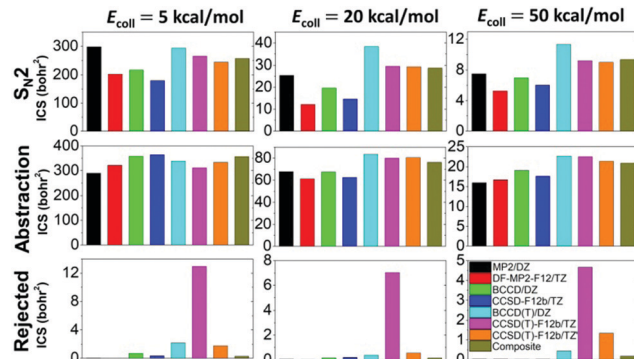 E_coll = 5 kcal/mol E_coll = 20 kcal/mol E_coll = 50 kcal/mol
S_N2
ICS (bohr²)
300
200
100
0
40
30
20
10
0
12
8
4
0
Abstraction
ICS (bohr²)
400
300
200
100
0
80
60
40
20
0
25
20
15
10
5
0
Rejected
ICS (bohr²)
12
8
4
0
8
6
4
2
0
5
4
3
2
1
0
MP2/DZ
DF-MP2-F12/TZ
BCCD/DZ
CCSD-F12b/TZ
BCCD(T)/DZ
CCSD(T)-F12b/TZ
CCSD(T)-F12b/TZ
Composite